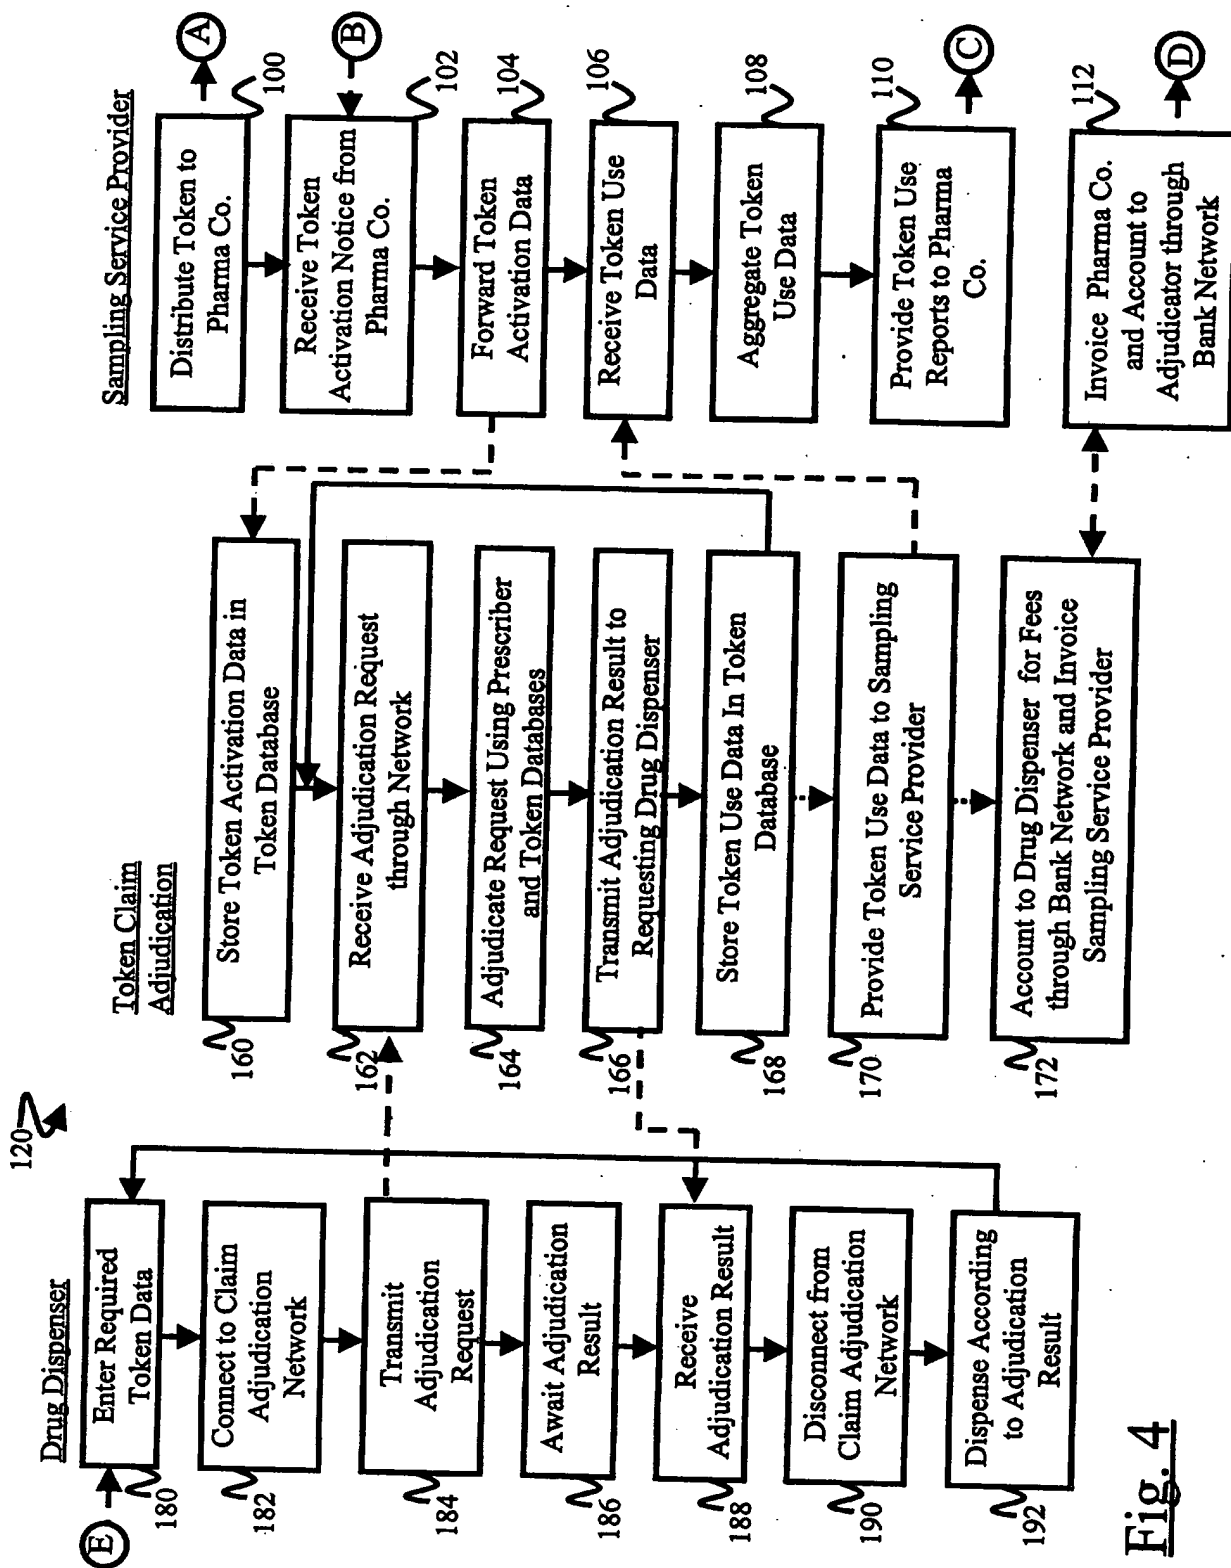 120
Drug Dispenser
E
Enter Required
Token Data
180
Connect to Claim
Adjudication
Network
182
Transmit
Adjudication
Request
184
Await Adjudication
Result
186
Receive
Adjudication Result
188
Disconnect from
Claim Adjudication
Network
190
Dispense According
to Adjudication
Result
192
Token Claim
Adjudication
Store Token Activation Data in
Token Database
160
Receive Adjudication Request
through Network
162
Adjudicate Request Using Prescriber
and Token Databases
164
Transmit Adjudication Result to
Requesting Drug Dispenser
166
Store Token Use Data In Token
Database
168
Provide Token Use Data to Sampling
Service Provider
170
Account to Drug Dispenser for Fees
through Bank Network and Invoice
Sampling Service Provider
172
Sampling Service Provider
Distribute Token to
Pharma Co.
A
100
Receive Token
Activation Notice from
Pharma Co.
B
102
Forward Token
Activation Data
104
Receive Token Use
Data
106
Aggregate Token
Use Data
108
Provide Token Use
Reports to Pharma
Co.
110
C
Invoice Pharma Co.
and Account to
Adjudicator through
Bank Network
112
D
Fig. 4